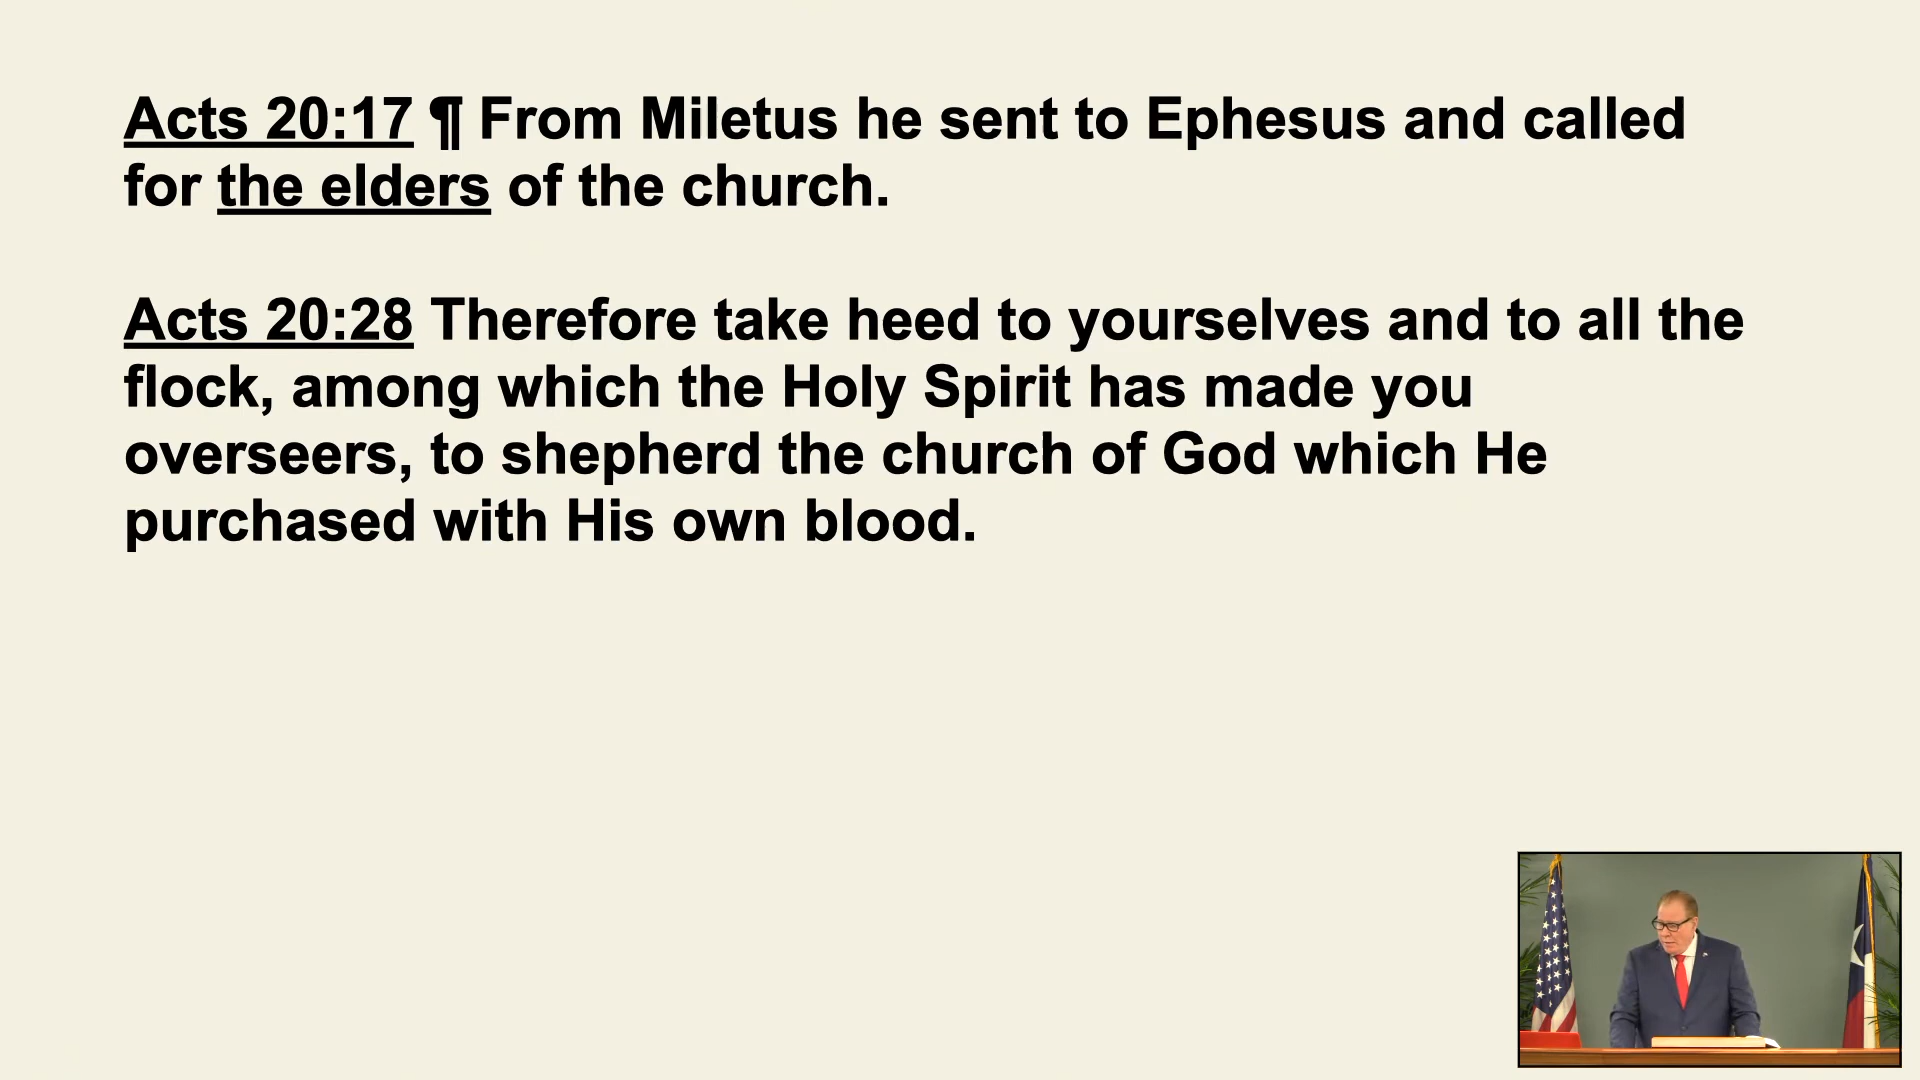 Acts 20:17 ¶ From Miletus he sent to Ephesus and called
for the elders of the church.
Acts 20:28 Therefore take heed to yourselves and to all the
flock, among which the Holy Spirit has made you
overseers, to shepherd the church of God which He
purchased with His own blood.